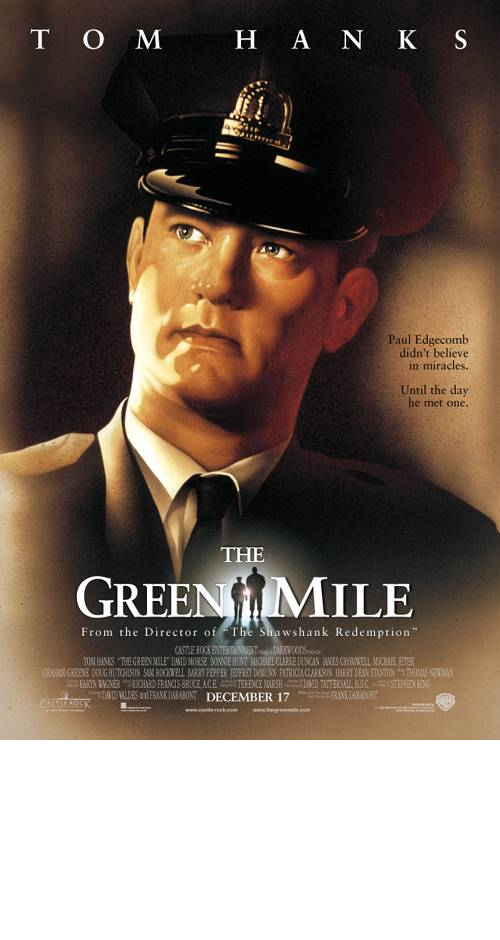 TOM HANKS
Paul Edgecomb
didn't believe
in miracles.
Until the day
he met one.
THE
GREEN MILE
From the Director of "The Shawshank Redemption"
CASTLE ROCK ENTERTAINMENT DARKWOODS
TOM HANKS "THE GREEN MILE" DAVID MORSE BONNIE HUNT MICHAEL CLARKE DUNCAN JAMES CROMWELL MICHAEL JETER
GRAHAM GREENE DOUG HUTCHISON SAM ROCKWELL BARRY PEPPER JEFFREY DeMUNN PATRICIA CLARKSON HARRY DEAN STANTON THOMAS NEWMAN
KARYN WAGNER RICHARD FRANCIS-BRUCE, A.C.E. TERENCE MARSH DAVID TATTERSALL, B.S.C. STEPHEN KING
DAVID VALDES and FRANK DARABONT FRANK DARABONT
DECEMBER 17
CASTLE ROCK
www.castle-rock.com www.thegreenmile.com